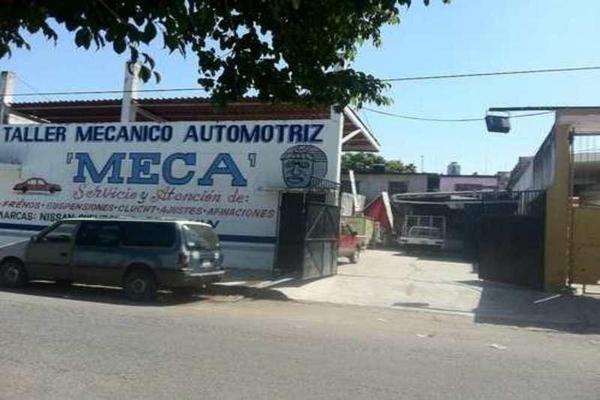 TALLER MECANICO AUTOMOTRIZ
"MECA"
Servicio y Atención de:
FRENOS - SUSPENSIONES - CLUCHT - AJUSTES - AFINACIONES
MARCAS: NISSAN
Y